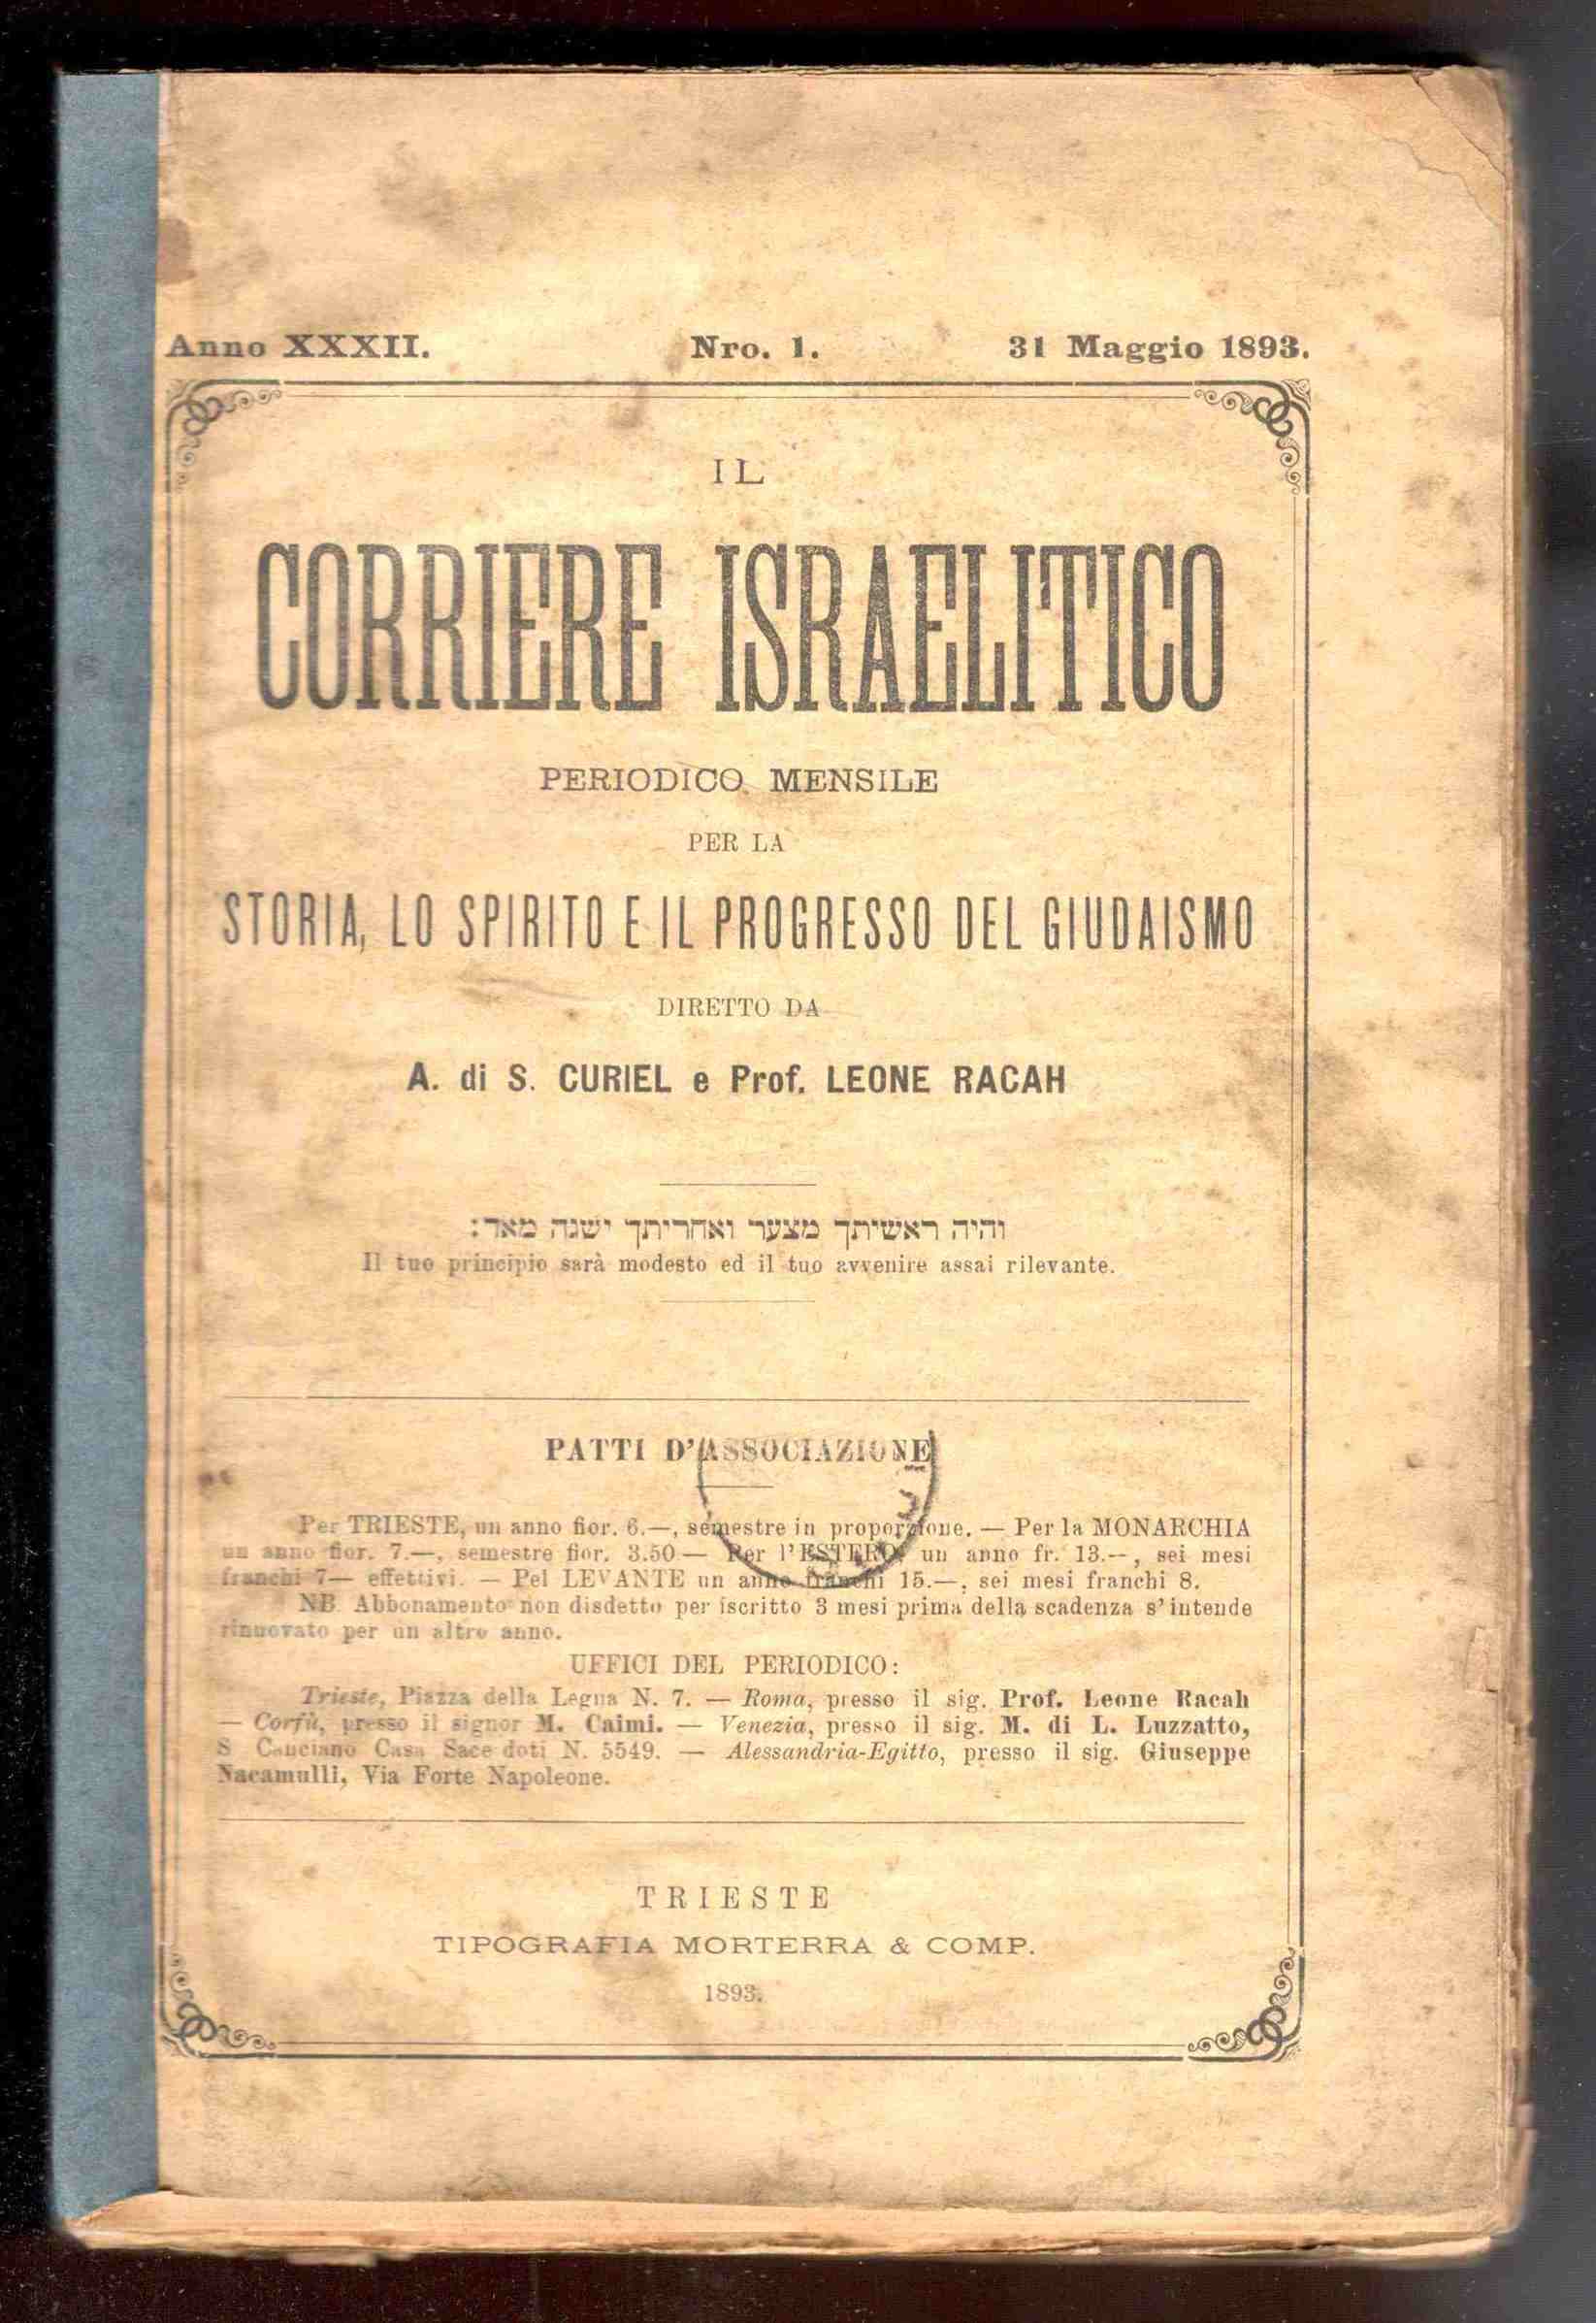 Anno XXXII. Nro. 1. 31 Maggio 1893.
IL
CORRIERE ISRAELITICO
PERIODICO MENSILE
PER LA
STORIA, LO SPIRITO E IL PROGRESSO DEL GIUDAISMO
DIRETTO DA
A. di S. CURIEL e Prof. LEONE RACAH
והיה ראשיתך מצער ואחריתך ישגה מאד:
Il tuo principio sarà modesto ed il tuo avvenire assai rilevante.
PATTI D'ASSOCIAZIONE
Per TRIESTE, un anno fior. 6.—, semestre in proporzione. — Per la MONARCHIA
un anno fior. 7.—, semestre fior. 3.50 — Per l'ESTERO, un anno fr. 13.—, sei mesi
franchi 7— effettivi. — Pel LEVANTE un anno franchi 15.—, sei mesi franchi 8.
NB. Abbonamento non disdetto per iscritto 3 mesi prima della scadenza s'intende
rinnovato per un altro anno.
UFFICI DEL PERIODICO:
Trieste, Piazza della Legna N. 7. — Roma, presso il sig. Prof. Leone Racah
— Corfù, presso il signor M. Caimi. — Venezia, presso il sig. M. di L. Luzzatto,
S. Canciano Casa Sacedoti N. 5549. — Alessandria-Egitto, presso il sig. Giuseppe
Nacamulli, Via Forte Napoleone.
TRIESTE
TIPOGRAFIA MORTERRA & COMP.
1893.